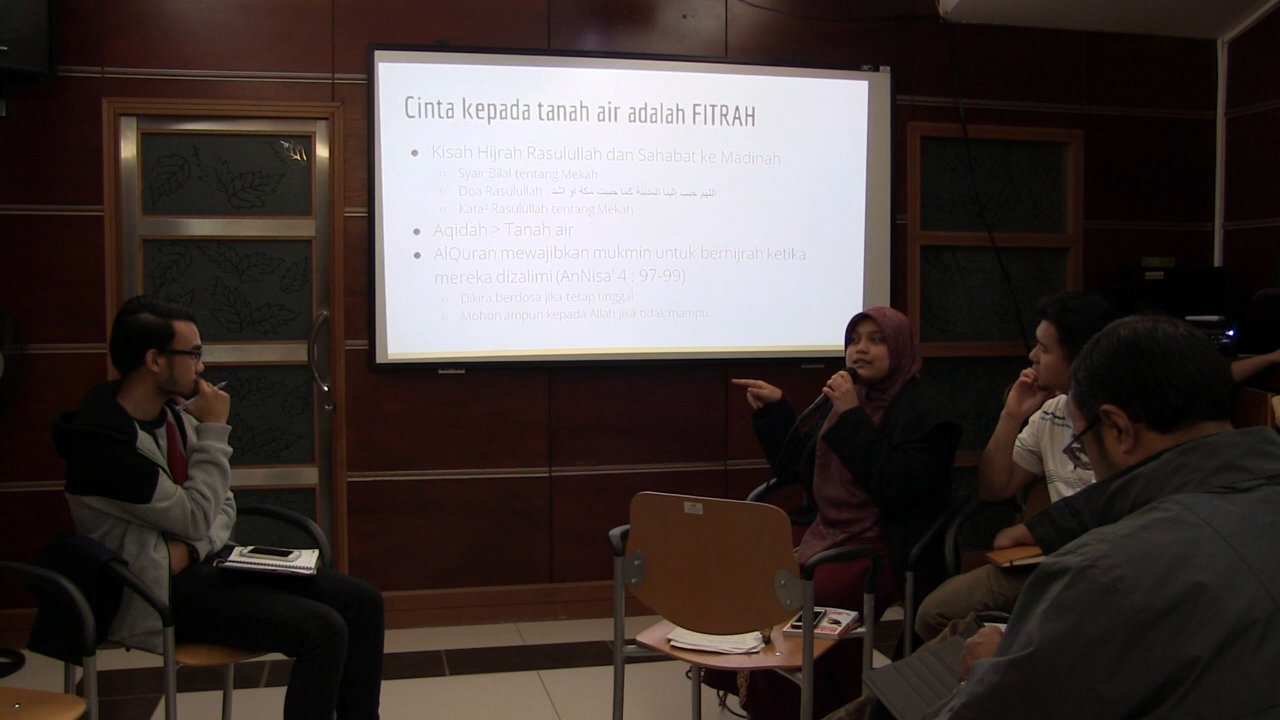 Cinta kepada tanah air adalah FITRAH
● Kisah Hijrah Rasulullah dan Sahabat ke Madinah
○ Syair Bilal tentang Mekah
○ Doa Rasulullah : اللهم حبب الينا المدينة كما حببت مكة أو اشد
○ Kata² Rasulullah tentang Mekah
● Aqidah > Tanah air
● AlQuran mewajibkan mukmin untuk berhijrah ketika
mereka dizalimi (AnNisa' 4 : 97-99)
○ Dikira berdosa jika tetap tinggal
○ Mohon ampun kepada Allah jika tidak mampu